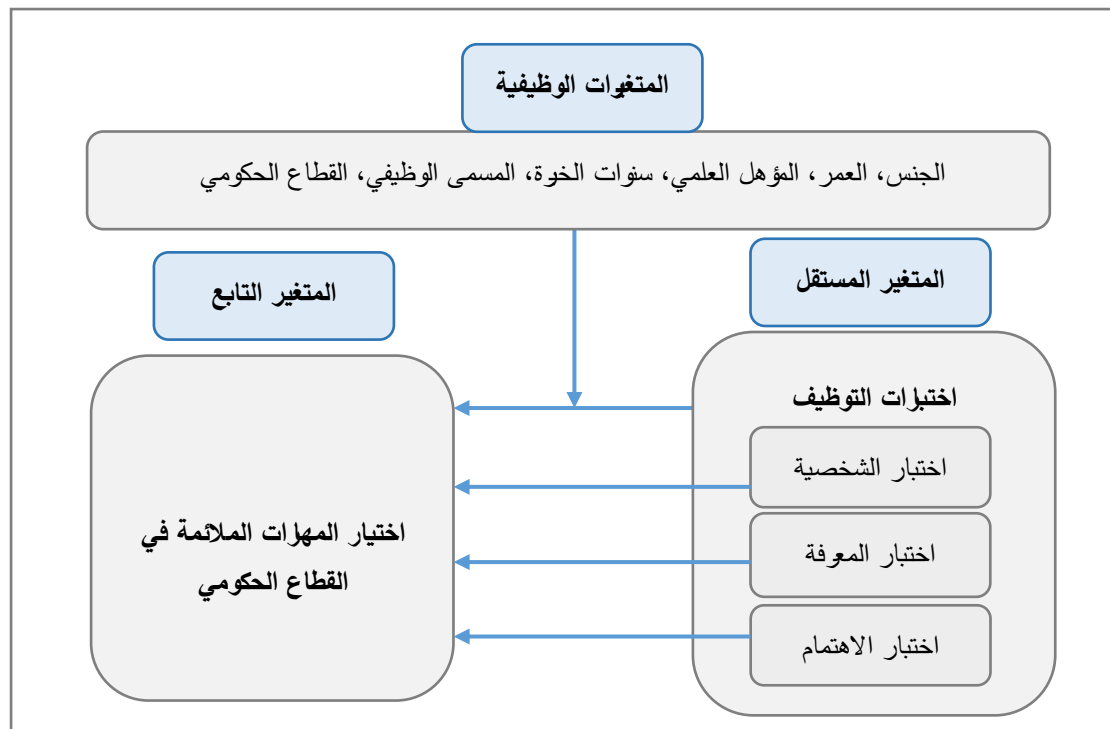 المتغيرات الوظيفية
الجنس، العمر، المؤهل العلمي، سنوات الخبرة، المسمى الوظيفي، القطاع الحكومي
المتغير المستقل
المتغير التابع
اختبارات التوظيف
اختبار الشخصية
اختبار المعرفة
اختبار الاهتمام
اختيار المهارات الملائمة في
القطاع الحكومي